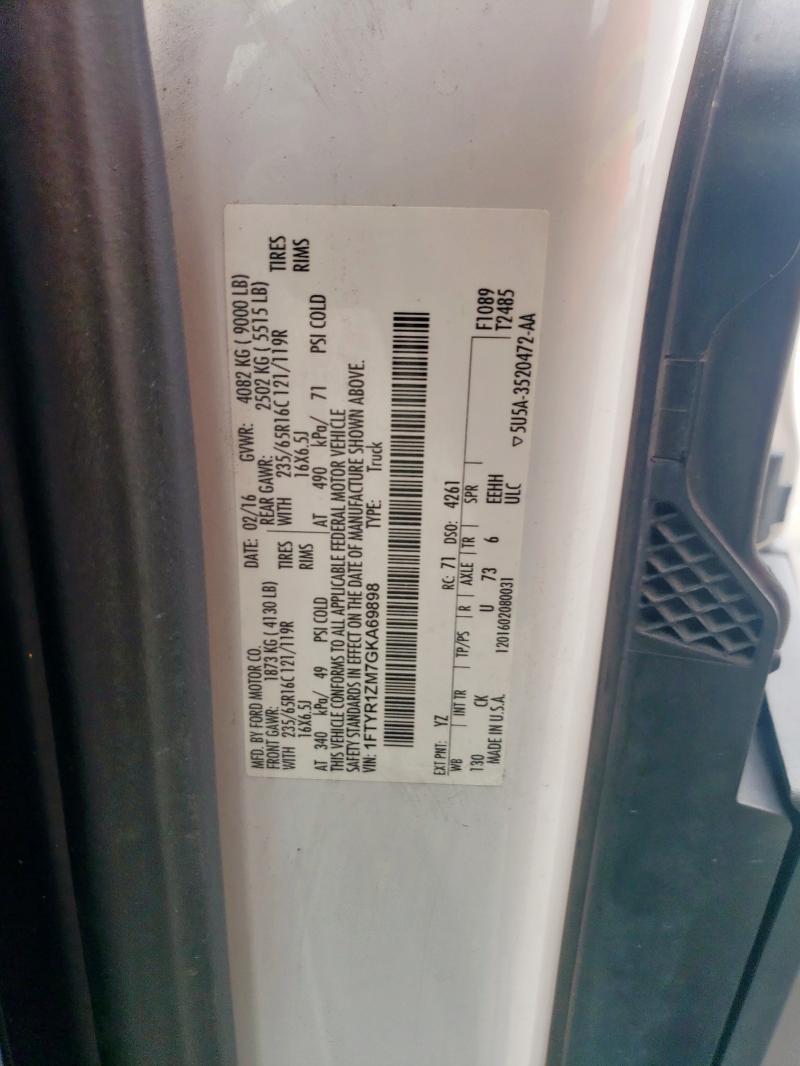 MFD. BY FORD MOTOR CO.
DATE: 02/16 GVWR: 4082 KG ( 9000 LB)
FRONT GAWR: 1873 KG ( 4130 LB) REAR GAWR: 2502 KG ( 5515 LB)
WITH 235/65R16C 121/119R TIRES WITH 235/65R16C 121/119R TIRES
16X6.5J RIMS 16X6.5J RIMS
AT 340 kPa/ 49 PSI COLD AT 490 kPa/ 71 PSI COLD
THIS VEHICLE CONFORMS TO ALL APPLICABLE FEDERAL MOTOR VEHICLE
SAFETY STANDARDS IN EFFECT ON THE DATE OF MANUFACTURE SHOWN ABOVE.
VIN: 1FTYR1ZM7GKA69898 TYPE: Truck
EXT PNT: YZ RC: 71 DSO: 4261
WB INT TR TP/PS R AXLE TR SPR F1089
130 CK U 73 6 EEHH T2485
MADE IN U.S.A. 1201602080031 ULC ▽5U5A-3520472-AA